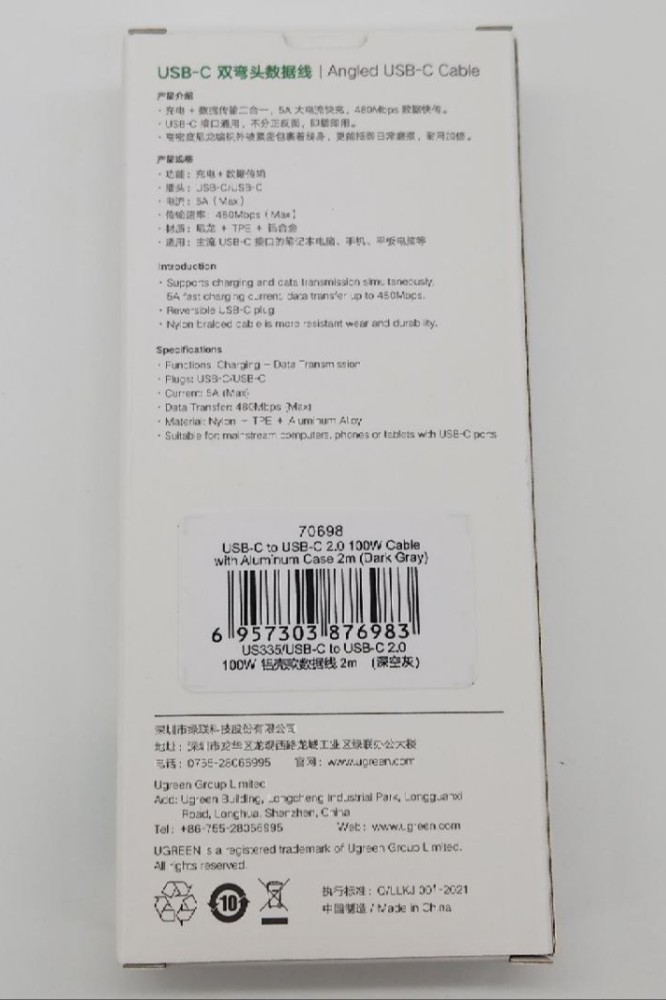 USB-C 双弯头数据线 | Angled USB-C Cable
产品介绍
· 充电 + 数据传输二合一，5A 大电流快充，480Mbps 数据快传。
· USB-C 接口通用，不分正反面，即插即用。
· 高密度尼龙编织外被紧密包裹着线身，更能抵御日常磨损，耐用加倍。
产品规格
· 功能：充电+数据传输
· 插头：USB-C/USB-C
· 电流：5A（Max）
· 传输速率：480Mbps（Max）
· 材质：尼龙 + TPE + 铝合金
· 适用：主流 USB-C 接口的笔记本电脑、手机、平板电脑等
Introduction
· Supports charging and data transmission simultaneously,
5A fast charging current, data transfer up to 480Mbps.
· Reversible USB-C plug
· Nylon braided cable is more resistant wear and durability.
Specifications
· Functions: Charging + Data Transmission
· Plugs: USB-C/USB-C
· Current: 5A (Max)
· Data Transfer: 480Mbps (Max)
· Material: Nylon + TPE + Aluminum Alloy
· Suitable for: mainstream computers, phones or tablets with USB-C ports
70698
USB-C to USB-C 2.0 100W Cable
with Aluminum Case 2m (Dark Gray)
6 957303 876983
US335/USB-C to USB-C 2.0
100W 铝壳款数据线 2m （深空灰）
深圳市绿联科技股份有限公司
地址：深圳市龙华区龙观西路龙城工业区绿联办公大楼
电话：0755-28066995 官网：www.ugreen.com
Ugreen Group Limited
Add: Ugreen Building, Longcheng Industrial Park, Longguanxi
Road, Longhua, Shenzhen, China
Tel: +86-755-28066995 Web: www.ugreen.com
UGREEN is a registered trademark of Ugreen Group Limited.
All rights reserved.
10
执行标准：Q/LLKJ 001-2021
中国制造 / Made in China